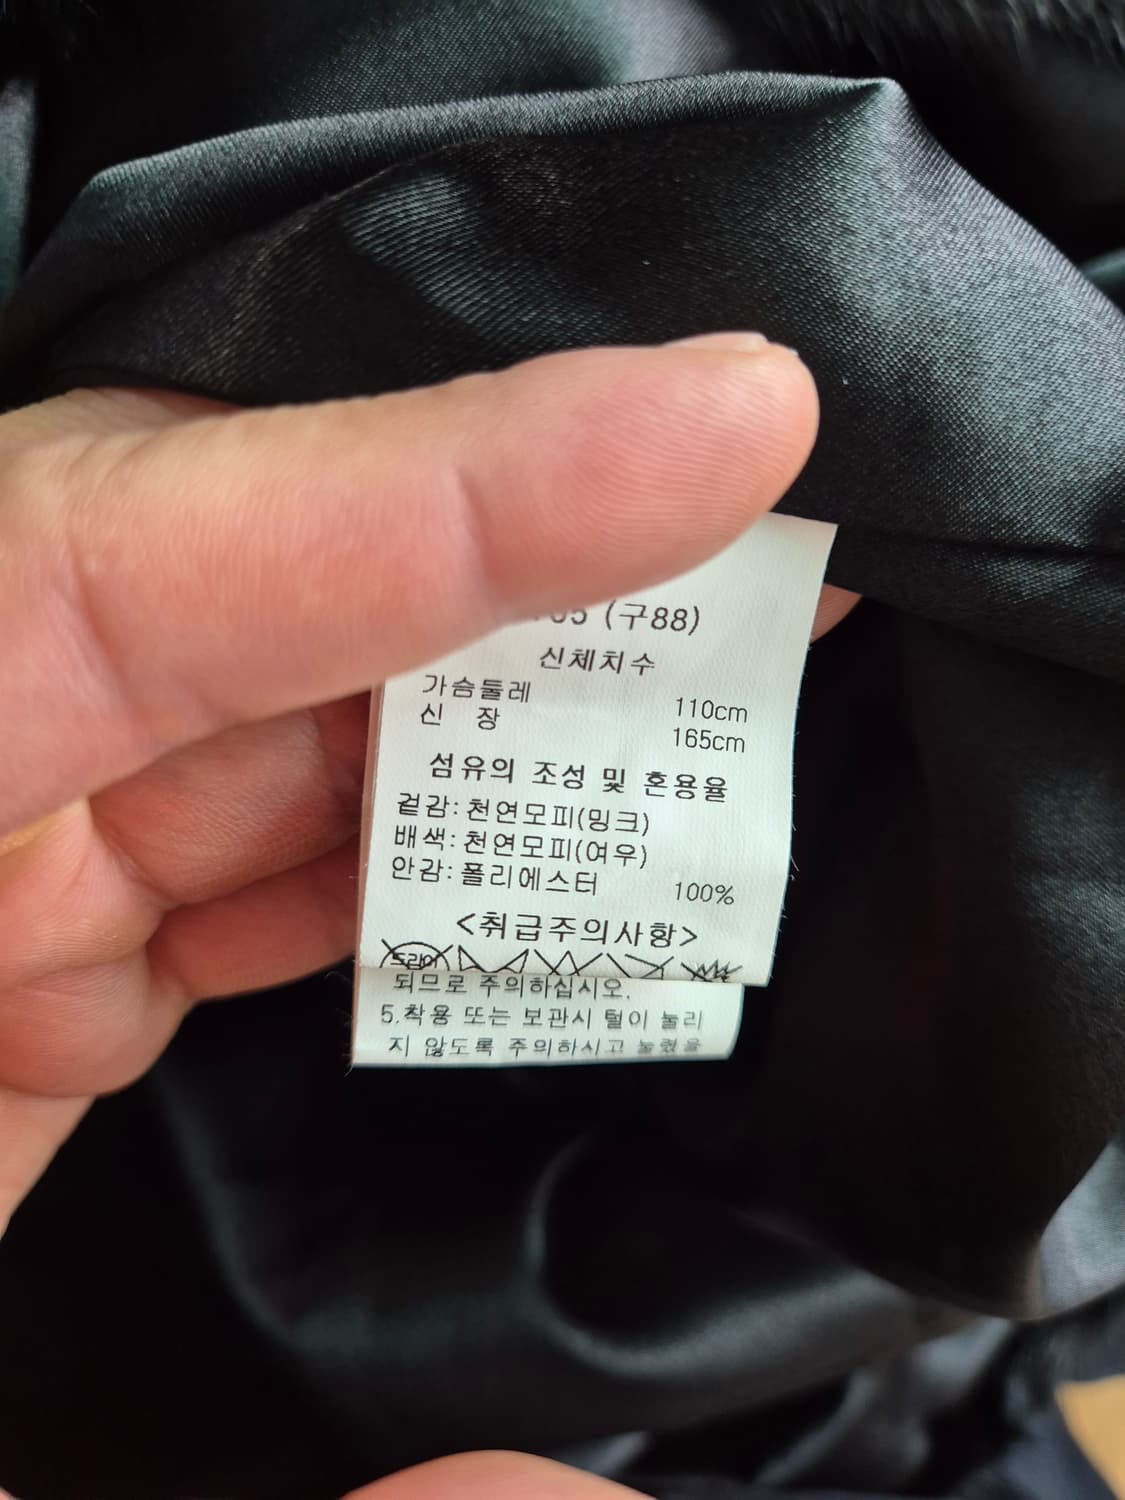 (구88)
신체치수
가슴둘레 110cm
신 장 165cm
섬유의 조성 및 혼용율
겉감:천연모피(밍크)
배색:천연모피(여우)
안감:폴리에스터 100%
<취급주의사항>
드라이
되므로 주의하십시오.
5.착용 또는 보관시 털이 눌리
지 않도록 주의하시고 눌렸을